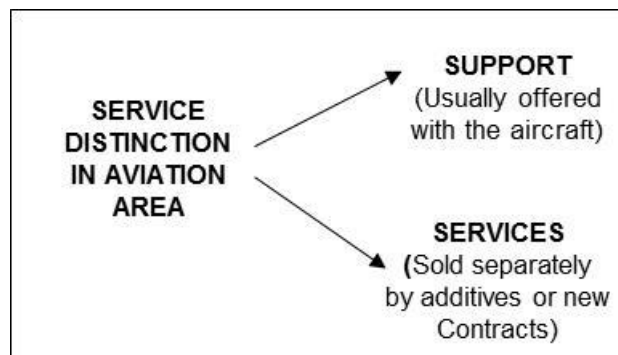 SERVICE
DISTINCTION
IN AVIATION
AREA
SUPPORT
(Usually offered
with the aircraft)
SERVICES
(Sold separately
by additives or new
Contracts)